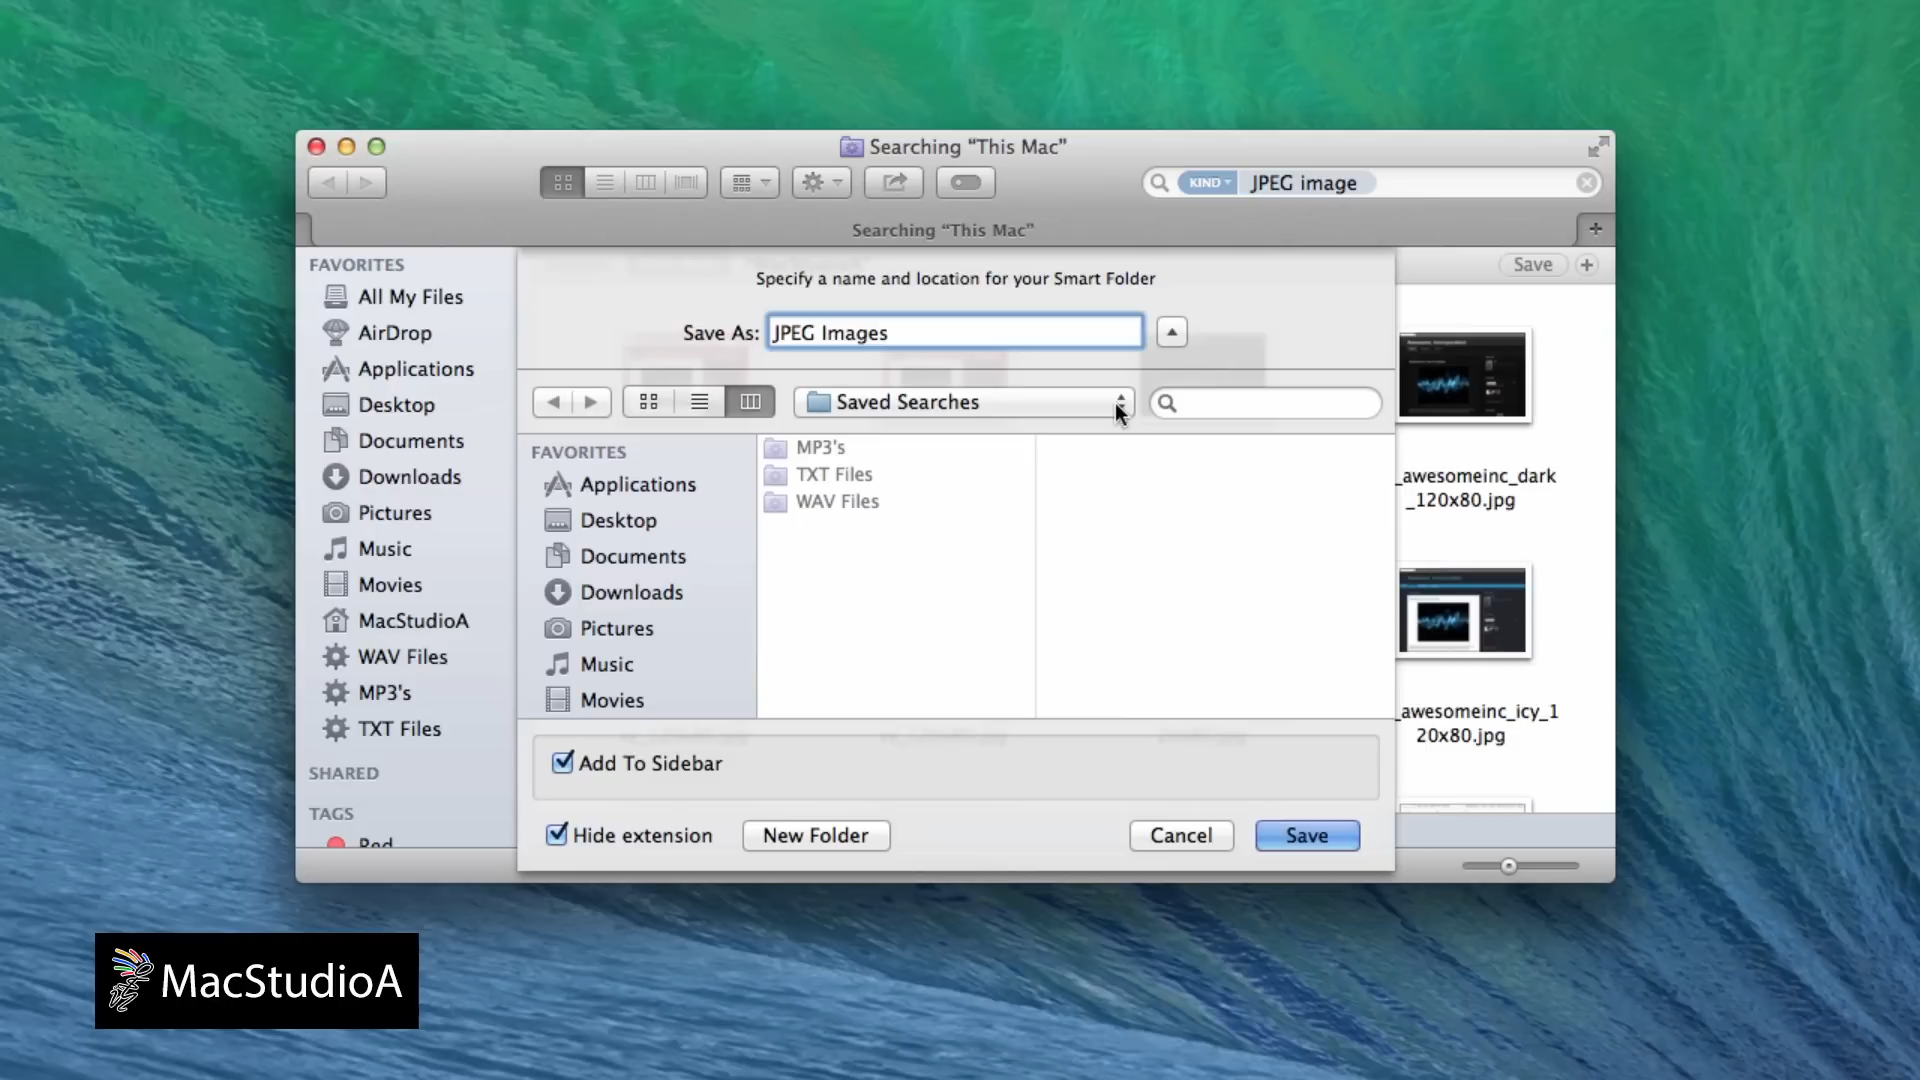 Searching “This Mac”
KIND
JPEG image
Searching “This Mac”
FAVORITES
All My Files
AirDrop
Applications
Desktop
Documents
Downloads
Pictures
Music
Movies
MacStudioA
WAV Files
MP3's
TXT Files
SHARED
TAGS
Red
Specify a name and location for your Smart Folder
Save As: JPEG Images
Saved Searches
FAVORITES
Applications
Desktop
Documents
Downloads
Pictures
Music
Movies
MP3's
TXT Files
WAV Files
Add To Sidebar
Hide extension
New Folder
Cancel
Save
Save
_awesomeinc_dark
_120x80.jpg
_awesomeinc_icy_1
20x80.jpg
MacStudioA